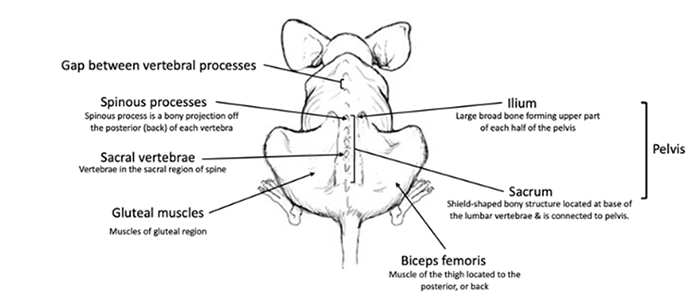 Gap between vertebral processes
Spinous processes
Spinous process is a bony projection off
the posterior (back) of each vertebra
Sacral vertebrae
Vertebrae in the sacral region of spine
Gluteal muscles
Muscles of gluteal region
Ilium
Large broad bone forming upper part
of each half of the pelvis
Pelvis
Sacrum
Shield-shaped bony structure located at base of
the lumbar vertebrae & is connected to pelvis.
Biceps femoris
Muscle of the thigh located to the
posterior, or back